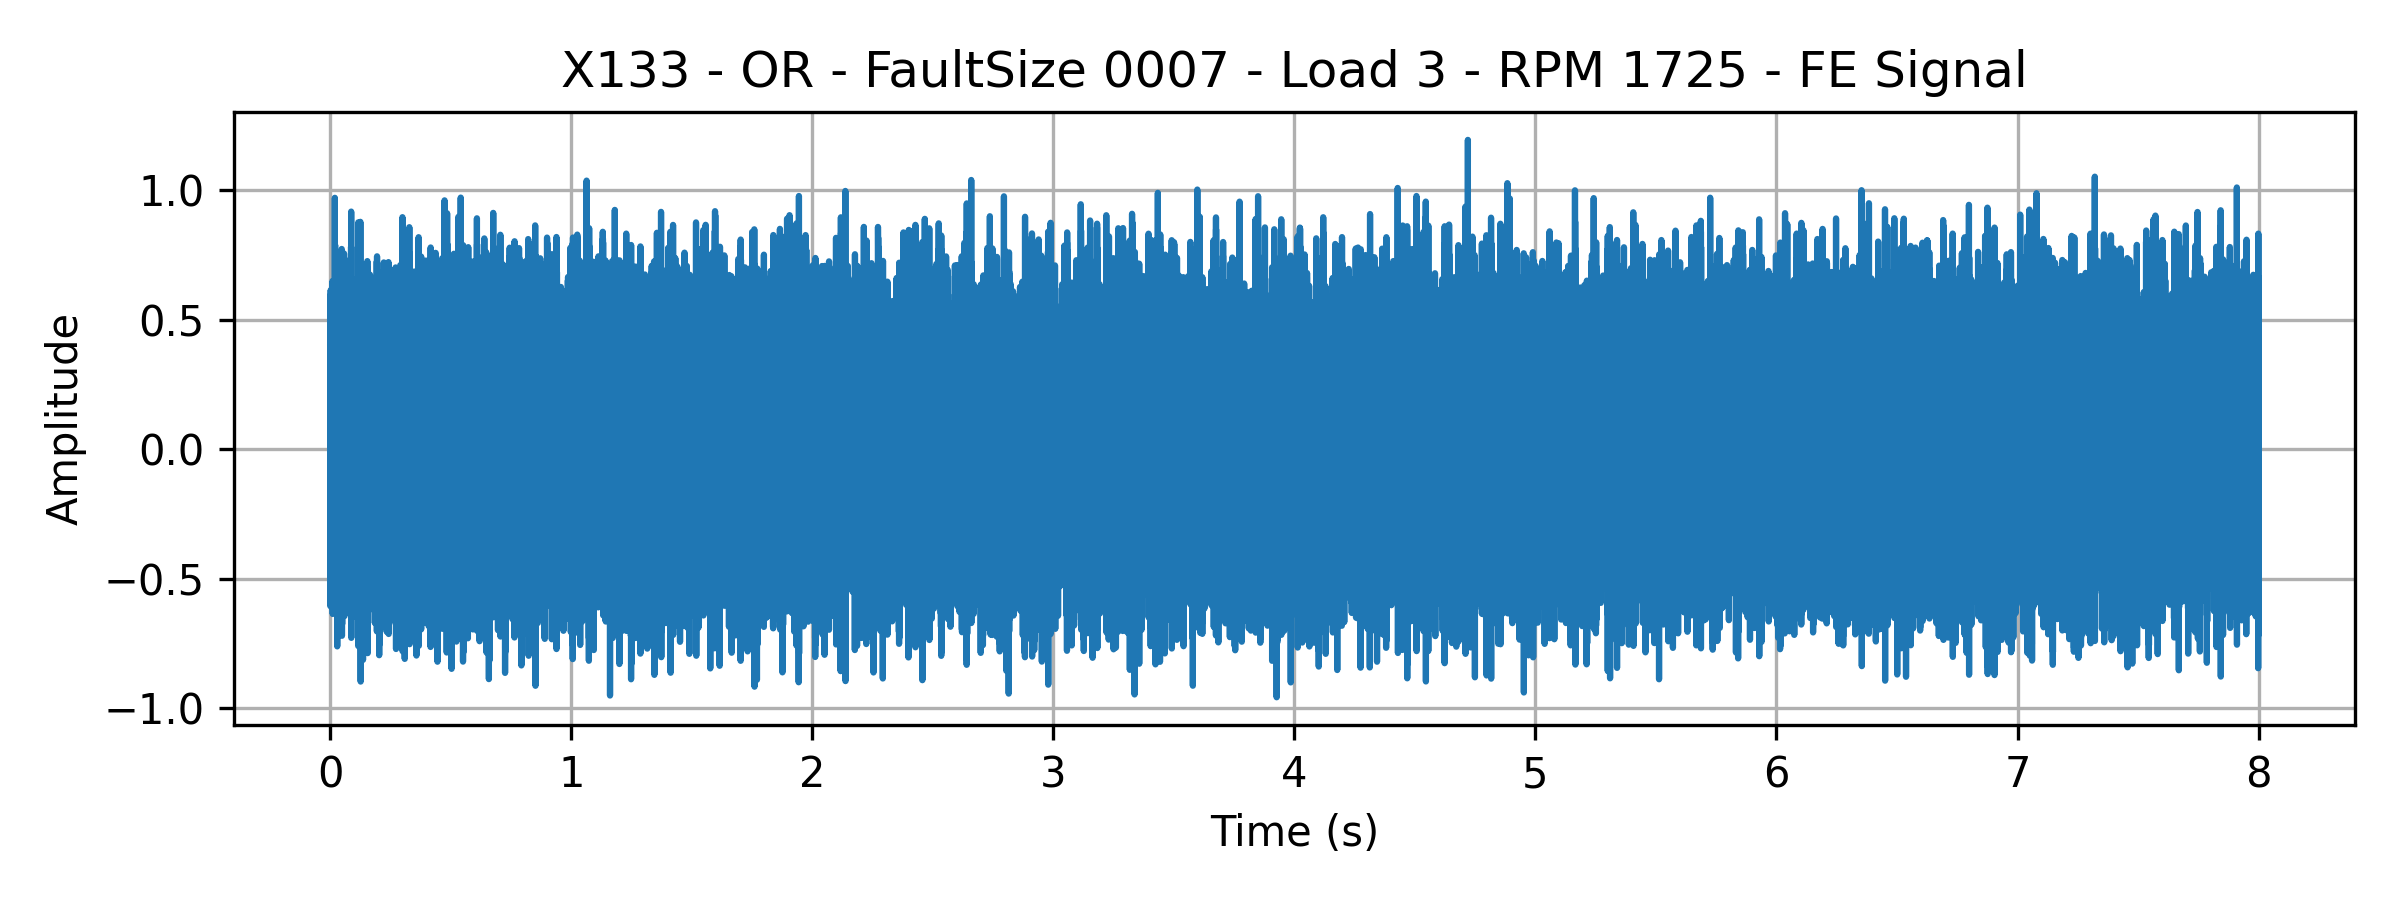 X133 - OR - FaultSize 0007 - Load 3 - RPM 1725 - FE Signal
Amplitude
1.0
0.5
0.0
−0.5
−1.0
0 1 2 3 4 5 6 7 8
Time (s)